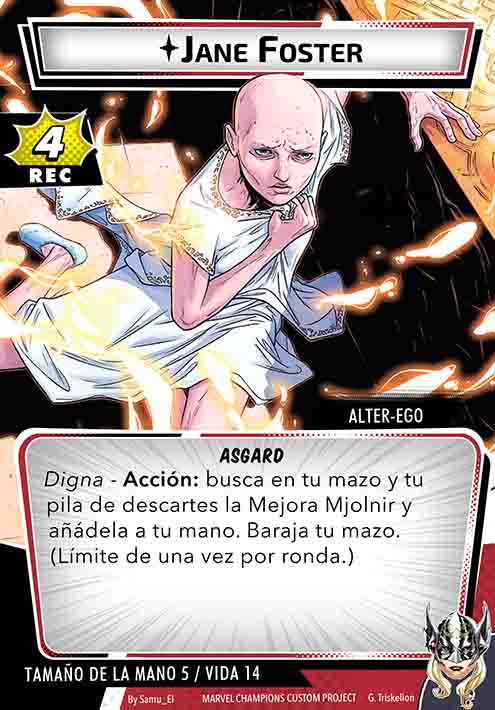 JANE FOSTER
4
REC
ALTER-EGO
ASGARD
Digna - Acción: busca en tu mazo y tu
pila de descartes la Mejora Mjolnir y
añádela a tu mano. Baraja tu mazo.
(Límite de una vez por ronda.)
TAMAÑO DE LA MANO 5 / VIDA 14
By Samu_EI MARVEL CHAMPIONS CUSTOM PROJECT G. Triskelion